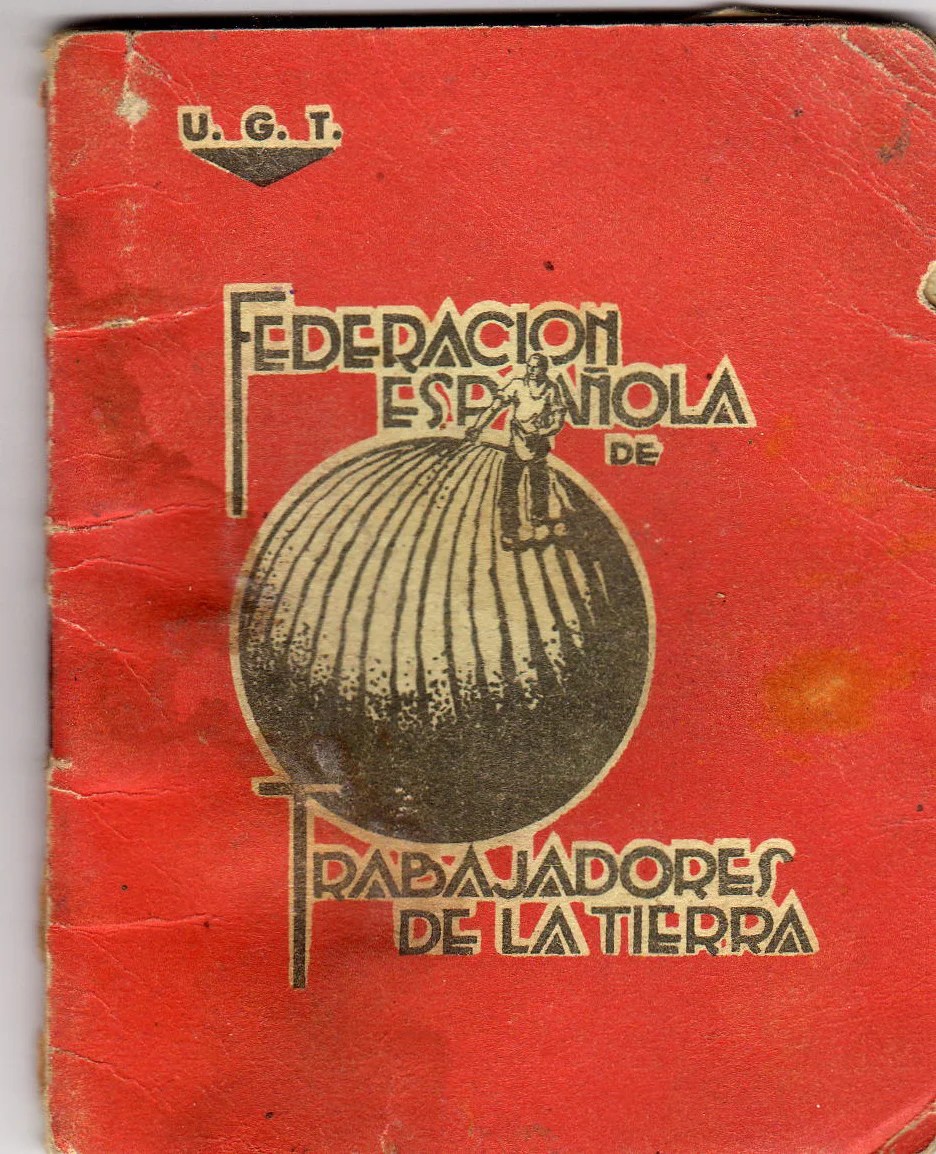 U. G. T.
FEDERACION
ESPAÑOLA
DE
TRABAJADORES
DE LA TIERRA